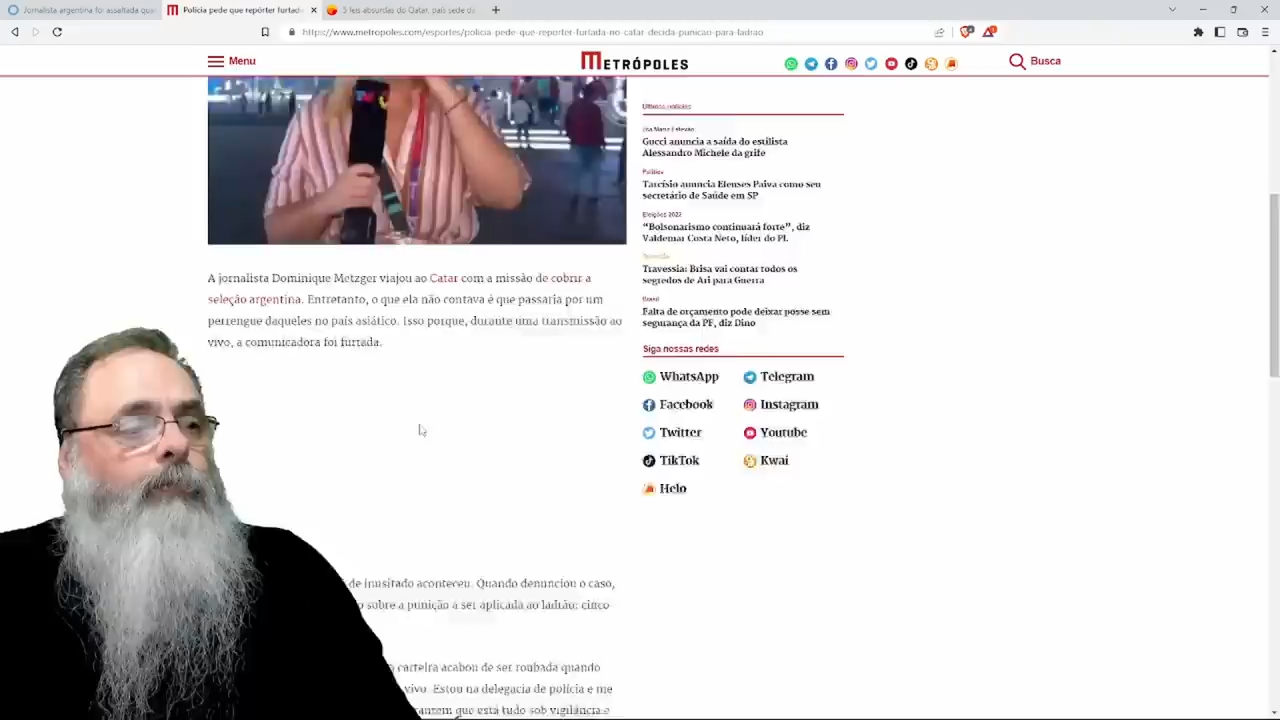 Jornalista argentina foi assaltada qua
Polícia pede que repórter furtada
5 leis absurdas do Qatar, país sede da
https://www.metropoles.com/esportes/policia-pede-que-reporter-furtada-no-catar-decida-punicao-para-ladrao
Menu
METRÓPOLES
Busca
A jornalista Dominique Metzger viajou ao Catar com a missão de cobrir a
seleção argentina. Entretanto, o que ela não contava é que passaria por um
perrengue daqueles no país asiático. Isso porque, durante uma transmissão ao
vivo, a comunicadora foi furtada.
de inusitado aconteceu. Quando denunciou o caso,
sobre a punição a ser aplicada ao ladrão: cinco
carteira acabou de ser roubada quando
vivo. Estou na delegacia de polícia e me
que está tudo sob vigilância e
Últimas notícias
Gucci anuncia a saída do estilista
Alessandro Michele da grife
Política
Tarcísio anuncia Eleuses Paiva como seu
secretário de Saúde em SP
Eleições 2022
“Bolsonarismo continuará forte”, diz
Valdemar Costa Neto, líder do PL
Travessia: Brisa vai contar todos os
segredos de Ari para Guerra
Brasil
Falta de orçamento pode deixar posse sem
segurança da PF, diz Dino
Siga nossas redes
WhatsApp
Telegram
Facebook
Instagram
Twitter
Youtube
TikTok
Kwai
Helo